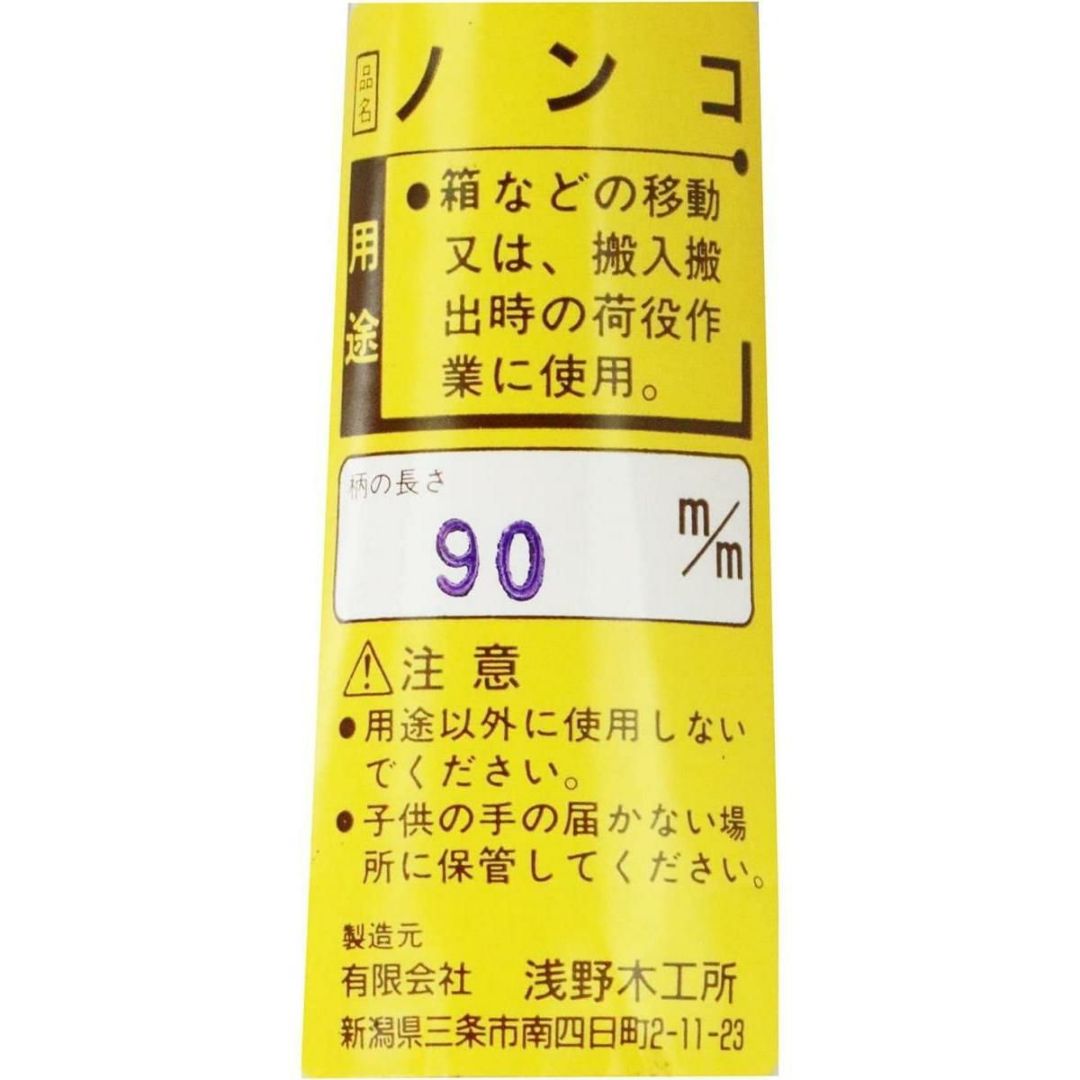 品名 ノンコ
用途
●箱などの移動
又は、搬入搬
出時の荷役作
業に使用。
柄の長さ
90 m/m
⚠注意
●用途以外に使用しない
でください。
●子供の手の届かない場
所に保管してください。
製造元
有限会社 浅野木工所
新潟県三条市南四日町2-11-23